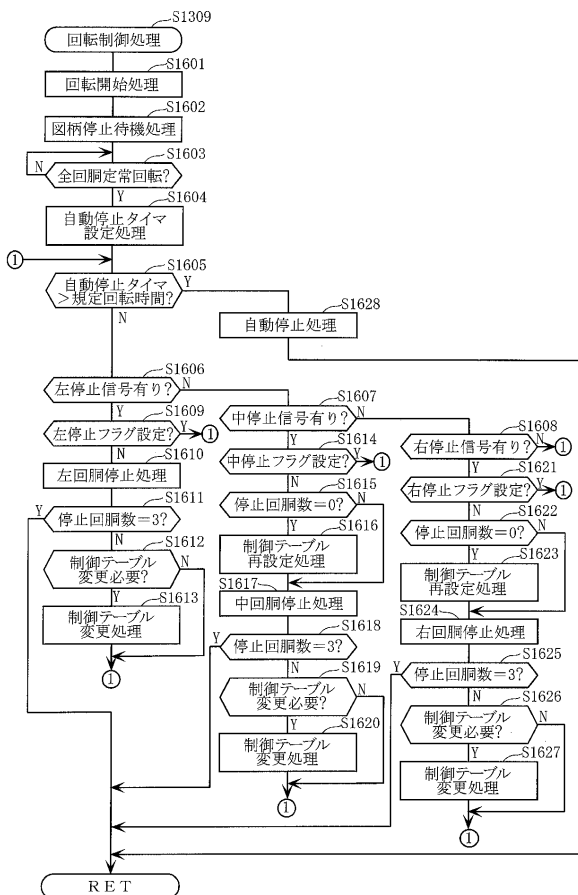 S1309
回転制御処理
S1601
回転開始処理
S1602
図柄停止待機処理
S1603
N
全回胴定常回転?
Y
S1604
自動停止タイマ
設定処理
①
S1605
自動停止タイマ
>規定回転時間?
Y
N
S1628
自動停止処理
S1606
左停止信号有り?
N
Y
S1609
左停止フラグ設定?
Y
①
N
S1610
左回胴停止処理
S1611
Y
停止回胴数=3?
N
S1612
制御テーブル
変更必要?
N
Y
S1613
制御テーブル
変更処理
①
S1607
中停止信号有り?
N
Y
S1614
中停止フラグ設定?
Y
①
N
S1615
停止回胴数=0?
N
Y
S1616
制御テーブル
再設定処理
S1617
中回胴停止処理
S1618
Y
停止回胴数=3?
N
S1619
制御テーブル
変更必要?
N
Y
S1620
制御テーブル
変更処理
①
S1608
右停止信号有り?
N
①
Y
S1621
右停止フラグ設定?
Y
①
N
S1622
停止回胴数=0?
N
Y
S1623
制御テーブル
再設定処理
S1624
右回胴停止処理
S1625
Y
停止回胴数=3?
N
S1626
制御テーブル
変更必要?
N
Y
S1627
制御テーブル
変更処理
①
RET